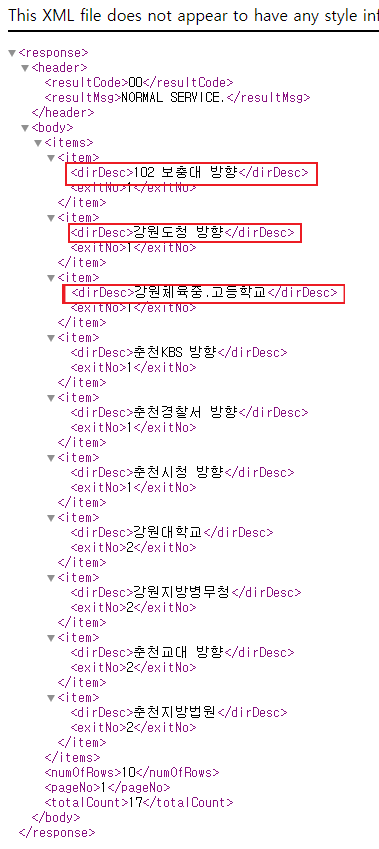 This XML file does not appear to have any style inf
▼<response>
▼<header>
<resultCode>00</resultCode>
<resultMsg>NORMAL SERVICE.</resultMsg>
</header>
▼<body>
▼<items>
▼<item>
<dirDesc>102 보충대 방향</dirDesc>
<exitNo>1</exitNo>
</item>
▼<item>
<dirDesc>강원도청 방향</dirDesc>
<exitNo>1</exitNo>
</item>
▼<item>
<dirDesc>강원체육중.고등학교</dirDesc>
<exitNo>1</exitNo>
</item>
▼<item>
<dirDesc>춘천KBS 방향</dirDesc>
<exitNo>1</exitNo>
</item>
▼<item>
<dirDesc>춘천경찰서 방향</dirDesc>
<exitNo>1</exitNo>
</item>
▼<item>
<dirDesc>춘천시청 방향</dirDesc>
<exitNo>1</exitNo>
</item>
▼<item>
<dirDesc>강원대학교</dirDesc>
<exitNo>2</exitNo>
</item>
▼<item>
<dirDesc>강원지방병무청</dirDesc>
<exitNo>2</exitNo>
</item>
▼<item>
<dirDesc>춘천교대 방향</dirDesc>
<exitNo>2</exitNo>
</item>
▼<item>
<dirDesc>춘천지방법원</dirDesc>
<exitNo>2</exitNo>
</item>
</items>
<numOfRows>10</numOfRows>
<pageNo>1</pageNo>
<totalCount>17</totalCount>
</body>
</response>